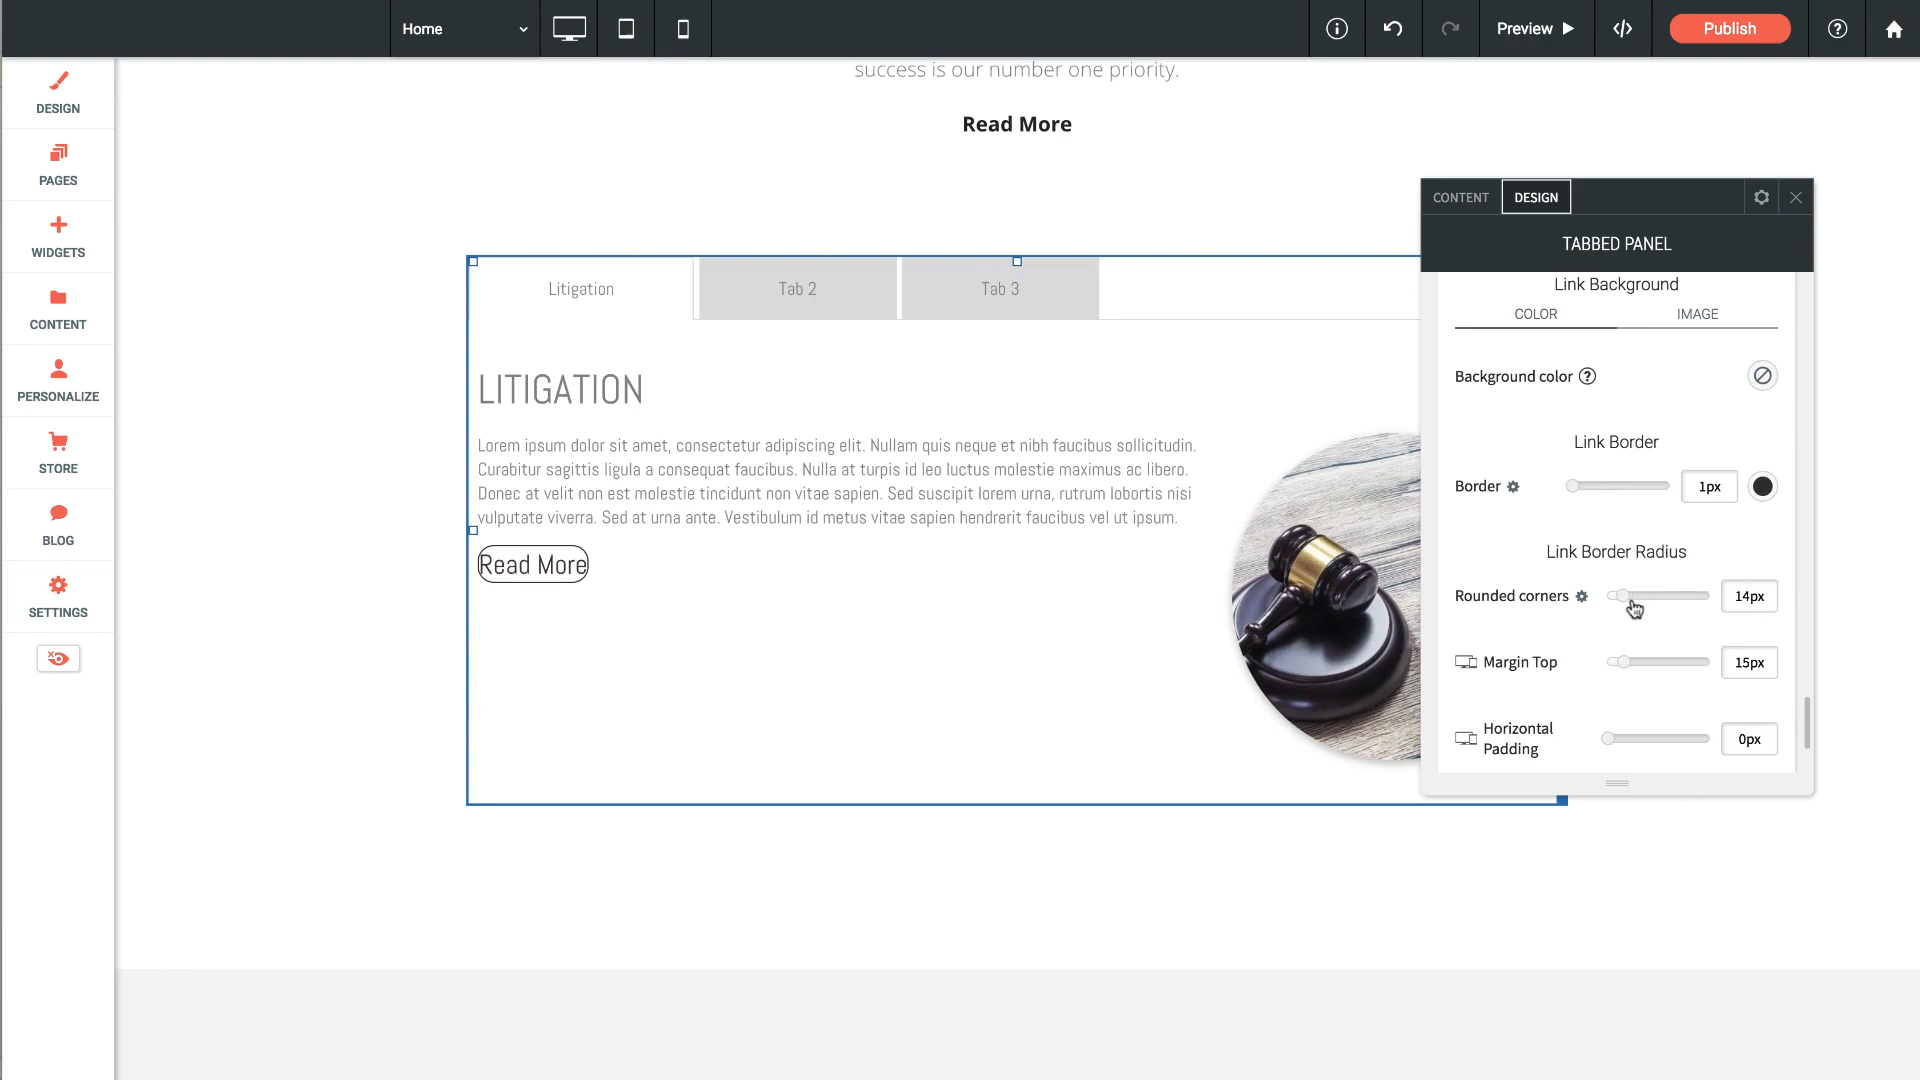 Home
Preview
Publish
DESIGN
PAGES
WIDGETS
CONTENT
PERSONALIZE
STORE
BLOG
SETTINGS
success is our number one priority.
Read More
Litigation
Tab 2
Tab 3
LITIGATION
Lorem ipsum dolor sit amet, consectetur adipiscing elit. Nullam quis neque et nibh faucibus sollicitudin.
Curabitur sagittis ligula a consequat faucibus. Nulla at turpis id leo luctus molestie maximus ac libero.
Donec at velit non est molestie tincidunt non vitae sapien. Sed suscipit lorem urna, rutrum lobortis nisi
vulputate viverra. Sed at urna ante. Vestibulum id metus vitae sapien hendrerit faucibus vel ut ipsum.
Read More
CONTENT
DESIGN
TABBED PANEL
Link Background
COLOR
IMAGE
Background color
Link Border
Border
1px
Link Border Radius
Rounded corners
14px
Margin Top
15px
Horizontal
Padding
0px